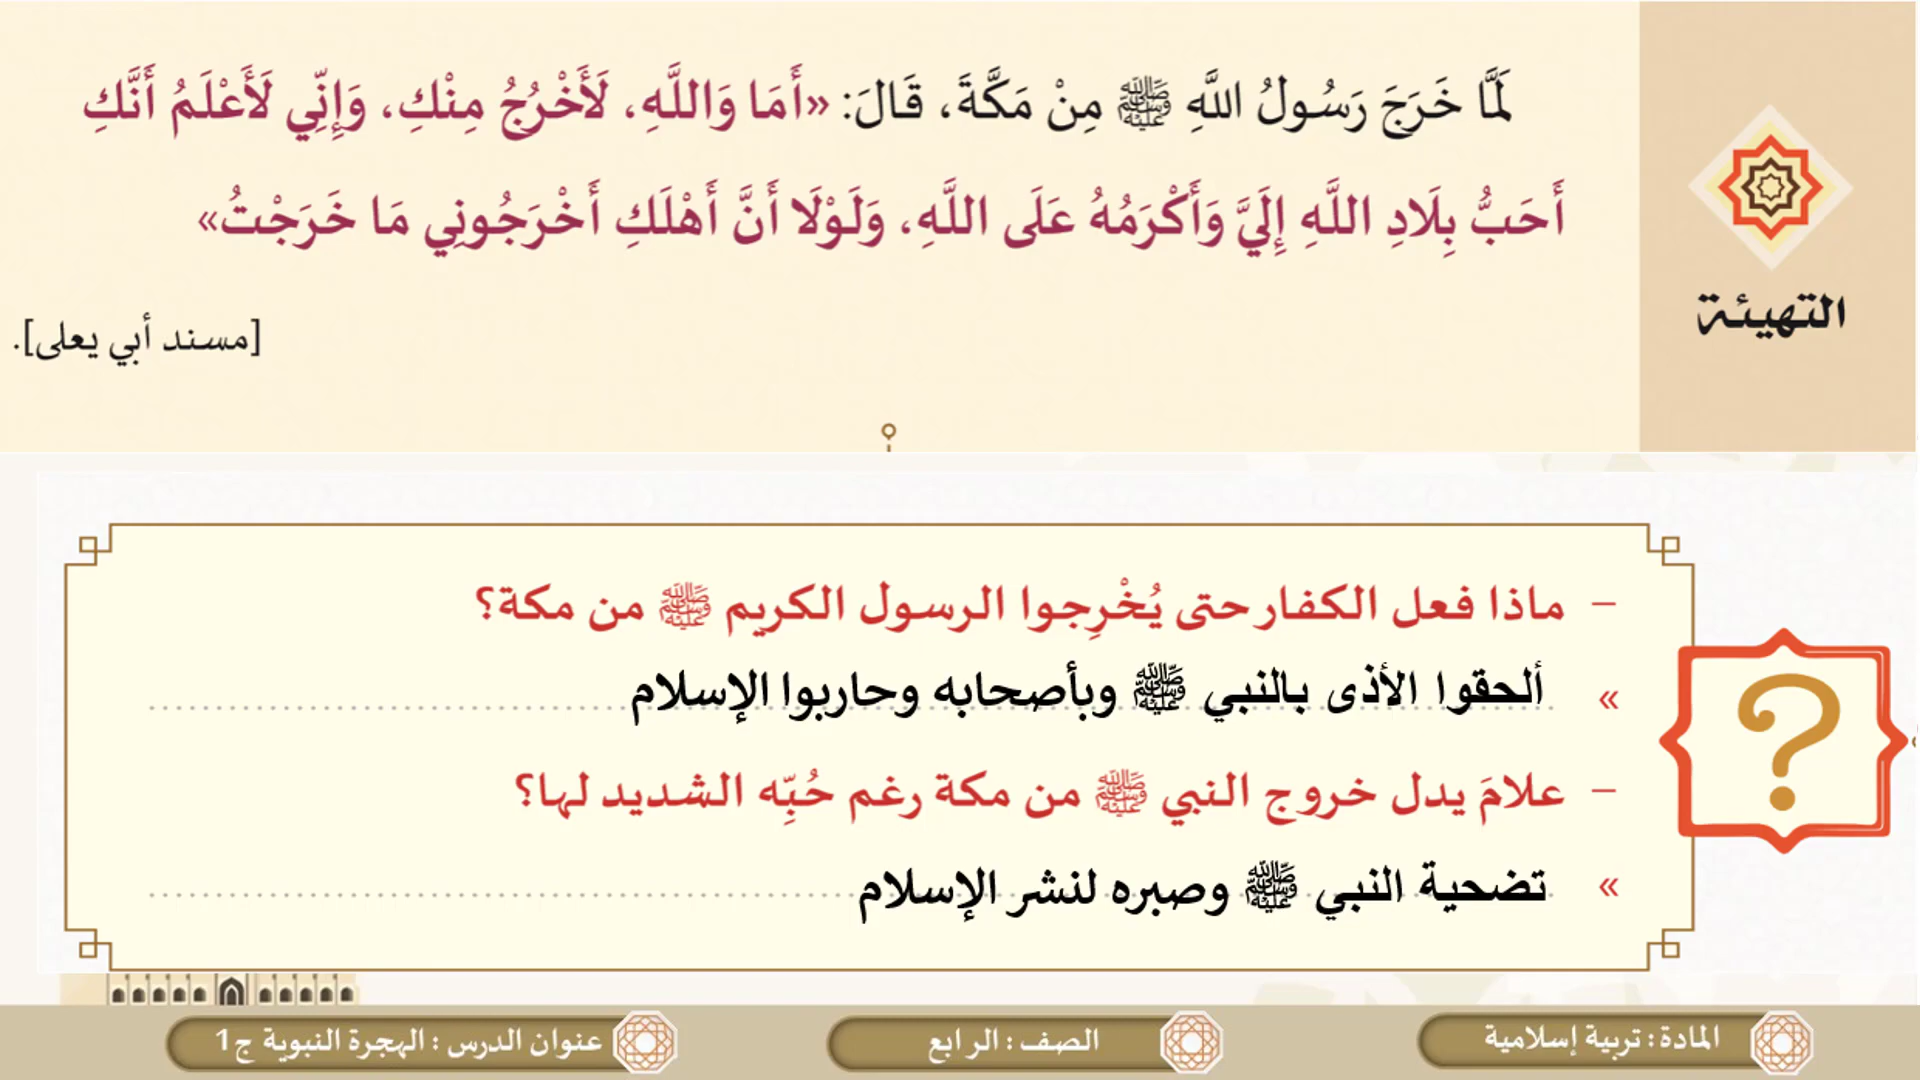 لَمَّا خَرَجَ رَسُولُ اللَّهِ ﷺ مِنْ مَكَّةَ، قَالَ: «أَمَا وَاللَّهِ، لَأَخْرُجُ مِنْكِ، وَإِنِّي لَأَعْلَمُ أَنَّكِ
أَحَبُّ بِلَادِ اللَّهِ إِلَيَّ وَأَكْرَمُهُ عَلَى اللَّهِ، وَلَوْلَا أَنَّ أَهْلَكِ أَخْرَجُونِي مَا خَرَجْتُ»
التهيئة
[مسند أبي يعلى].
– ماذا فعل الكفار حتى يُخْرِجوا الرسول الكريم ﷺ من مكة؟
» ألحقوا الأذى بالنبي ﷺ وبأصحابه وحاربوا الإسلام
– علامَ يدل خروج النبي ﷺ من مكة رغم حُبِّه الشديد لها؟
» تضحية النبي ﷺ وصبره لنشر الإسلام
المادة : تربية إسلامية
الصف : الرابع
عنوان الدرس : الهجرة النبوية ج1